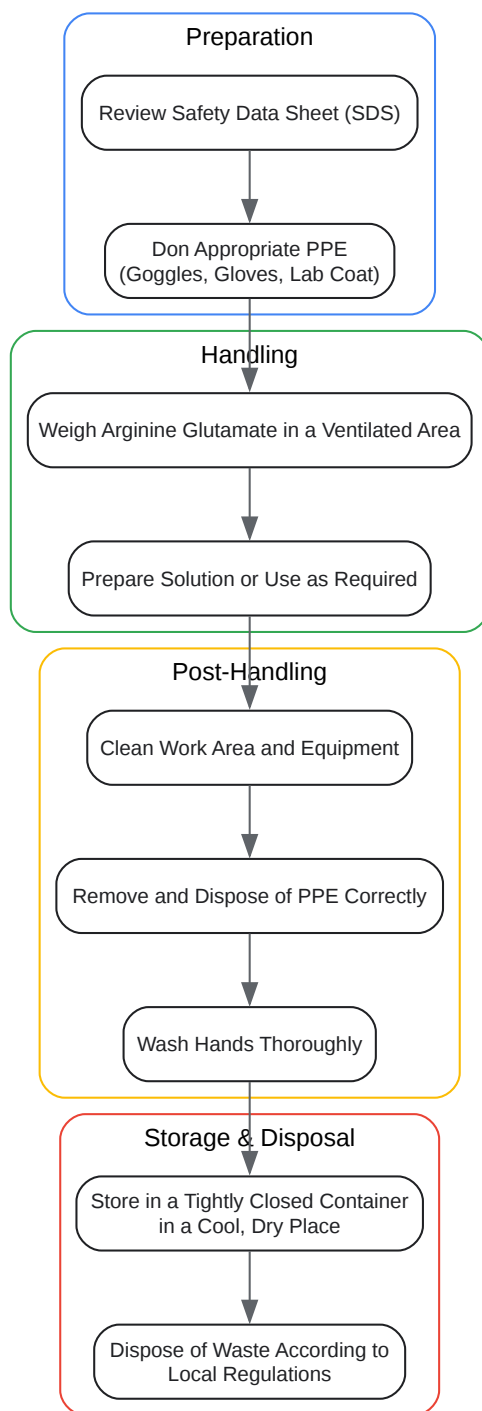 Preparation
Review Safety Data Sheet (SDS)
Don Appropriate PPE
(Goggles, Gloves, Lab Coat)
Handling
Weigh Arginine Glutamate in a Ventilated Area
Prepare Solution or Use as Required
Post-Handling
Clean Work Area and Equipment
Remove and Dispose of PPE Correctly
Wash Hands Thoroughly
Storage & Disposal
Store in a Tightly Closed Container
in a Cool, Dry Place
Dispose of Waste According to
Local Regulations